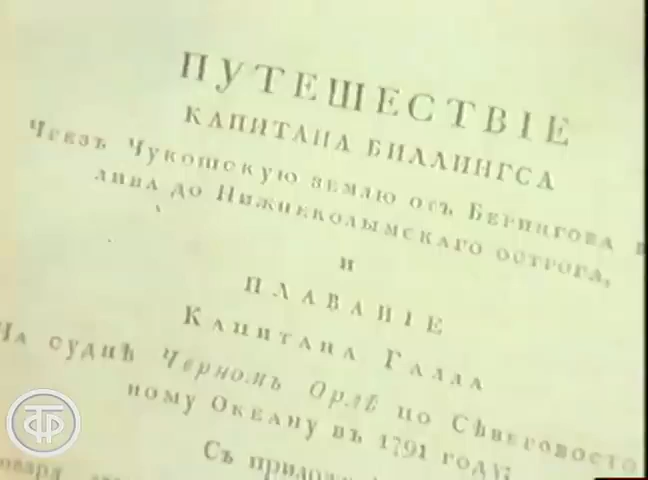 ПУТЕШЕСТВІЕ
КАПИТАНА БИЛЛИНГСА
Чрезъ Чукотскую землю отъ Берингова
лива до Нижнеколымскаго острога,
и
ПЛАВАНІЕ
Капитана Галла
На суднѣ Черномъ Орлѣ по Сѣверовосто
ному Океану въ 1791 году;
Съ прилож